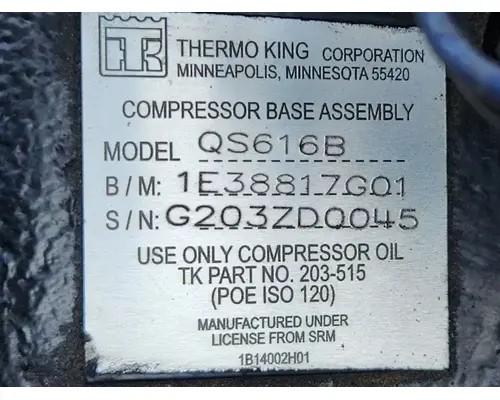 TK THERMO KING CORPORATION
MINNEAPOLIS, MINNESOTA 55420
COMPRESSOR BASE ASSEMBLY
MODEL QS616B
B/M: 1E38817G01
S/N: G203ZD0045
USE ONLY COMPRESSOR OIL
TK PART NO. 203-515
(POE ISO 120)
MANUFACTURED UNDER
LICENSE FROM SRM
1B14002H01